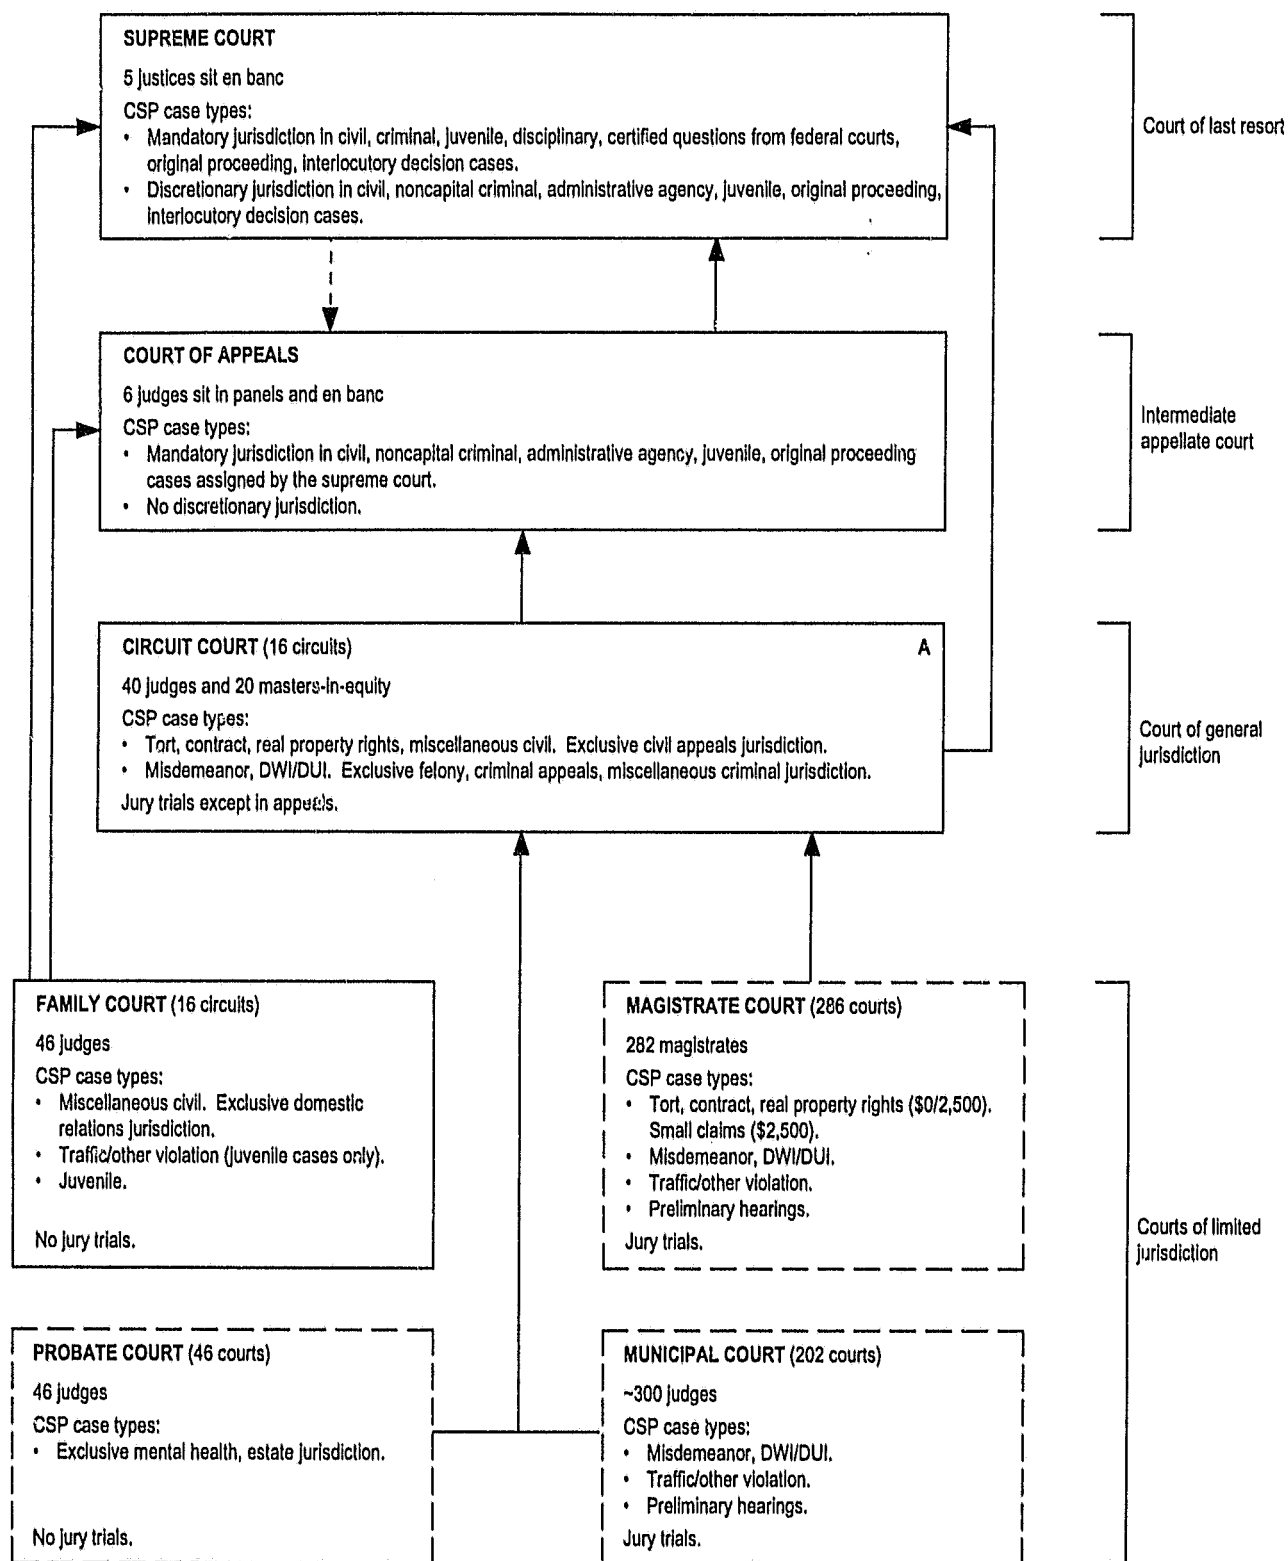 SUPREME COURT
5 justices sit en banc
CSP case types:
• Mandatory jurisdiction in civil, criminal, juvenile, disciplinary, certified questions from federal courts,
original proceeding, interlocutory decision cases.
• Discretionary jurisdiction in civil, noncapital criminal, administrative agency, juvenile, original proceeding,
interlocutory decision cases.
Court of last resort
COURT OF APPEALS
6 judges sit in panels and en banc
CSP case types:
• Mandatory jurisdiction in civil, noncapital criminal, administrative agency, juvenile, original proceeding
cases assigned by the supreme court.
• No discretionary jurisdiction.
Intermediate
appellate court
CIRCUIT COURT (16 circuits) A
40 judges and 20 masters-in-equity
CSP case types:
• Tort, contract, real property rights, miscellaneous civil. Exclusive civil appeals jurisdiction.
• Misdemeanor, DWI/DUI. Exclusive felony, criminal appeals, miscellaneous criminal jurisdiction.
Jury trials except in appeals.
Court of general
jurisdiction
FAMILY COURT (16 circuits)
46 judges
CSP case types:
• Miscellaneous civil. Exclusive domestic
relations jurisdiction.
• Traffic/other violation (juvenile cases only).
• Juvenile.
No jury trials.
MAGISTRATE COURT (286 courts)
282 magistrates
CSP case types:
• Tort, contract, real property rights ($0/2,500).
Small claims ($2,500).
• Misdemeanor, DWI/DUI.
• Traffic/other violation.
• Preliminary hearings.
Jury trials.
Courts of limited
jurisdiction
PROBATE COURT (46 courts)
46 judges
CSP case types:
• Exclusive mental health, estate jurisdiction.
No jury trials.
MUNICIPAL COURT (202 courts)
~300 judges
CSP case types:
• Misdemeanor, DWI/DUI.
• Traffic/other violation.
• Preliminary hearings.
Jury trials.